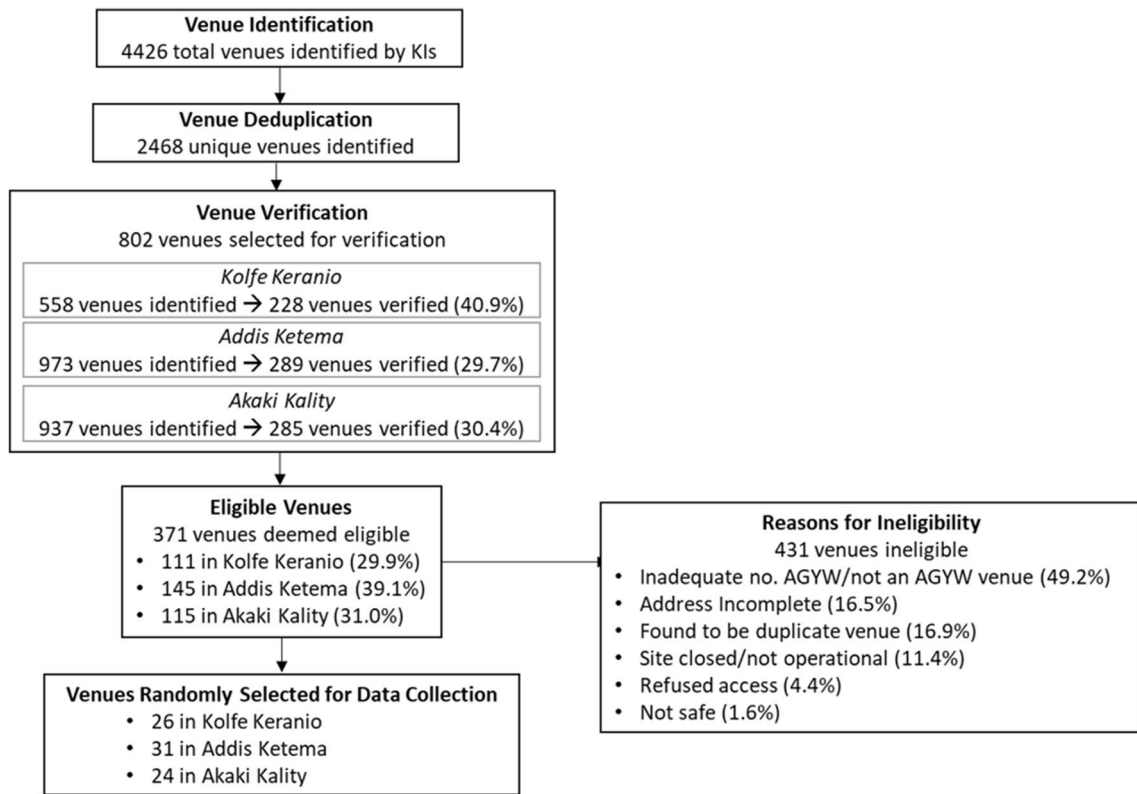 Venue Identification
4426 total venues identified by KIs
Venue Deduplication
2468 unique venues identified
Venue Verification
802 venues selected for verification
Kolfe Keranio
558 venues identified → 228 venues verified (40.9%)
Addis Ketema
973 venues identified → 289 venues verified (29.7%)
Akaki Kality
937 venues identified → 285 venues verified (30.4%)
Eligible Venues
371 venues deemed eligible
• 111 in Kolfe Keranio (29.9%)
• 145 in Addis Ketema (39.1%)
• 115 in Akaki Kality (31.0%)
Reasons for Ineligibility
431 venues ineligible
• Inadequate no. AGYW/not an AGYW venue (49.2%)
• Address Incomplete (16.5%)
• Found to be duplicate venue (16.9%)
• Site closed/not operational (11.4%)
• Refused access (4.4%)
• Not safe (1.6%)
Venues Randomly Selected for Data Collection
• 26 in Kolfe Keranio
• 31 in Addis Ketema
• 24 in Akaki Kality